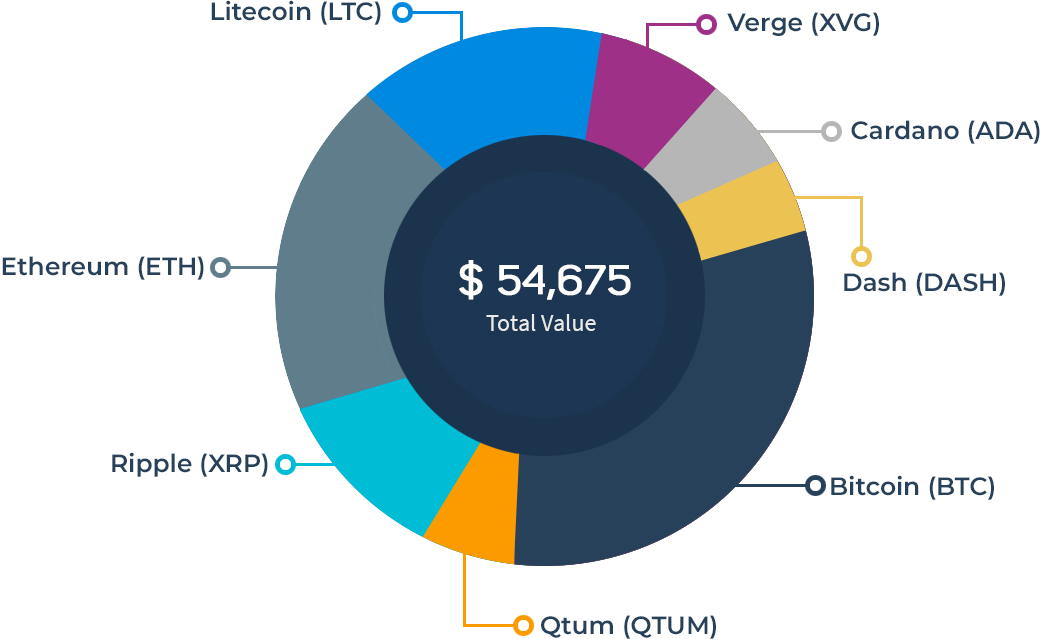 Litecoin (LTC)
Verge (XVG)
Cardano (ADA)
Ethereum (ETH)
$ 54,675
Total Value
Dash (DASH)
Ripple (XRP)
Bitcoin (BTC)
Qtum (QTUM)